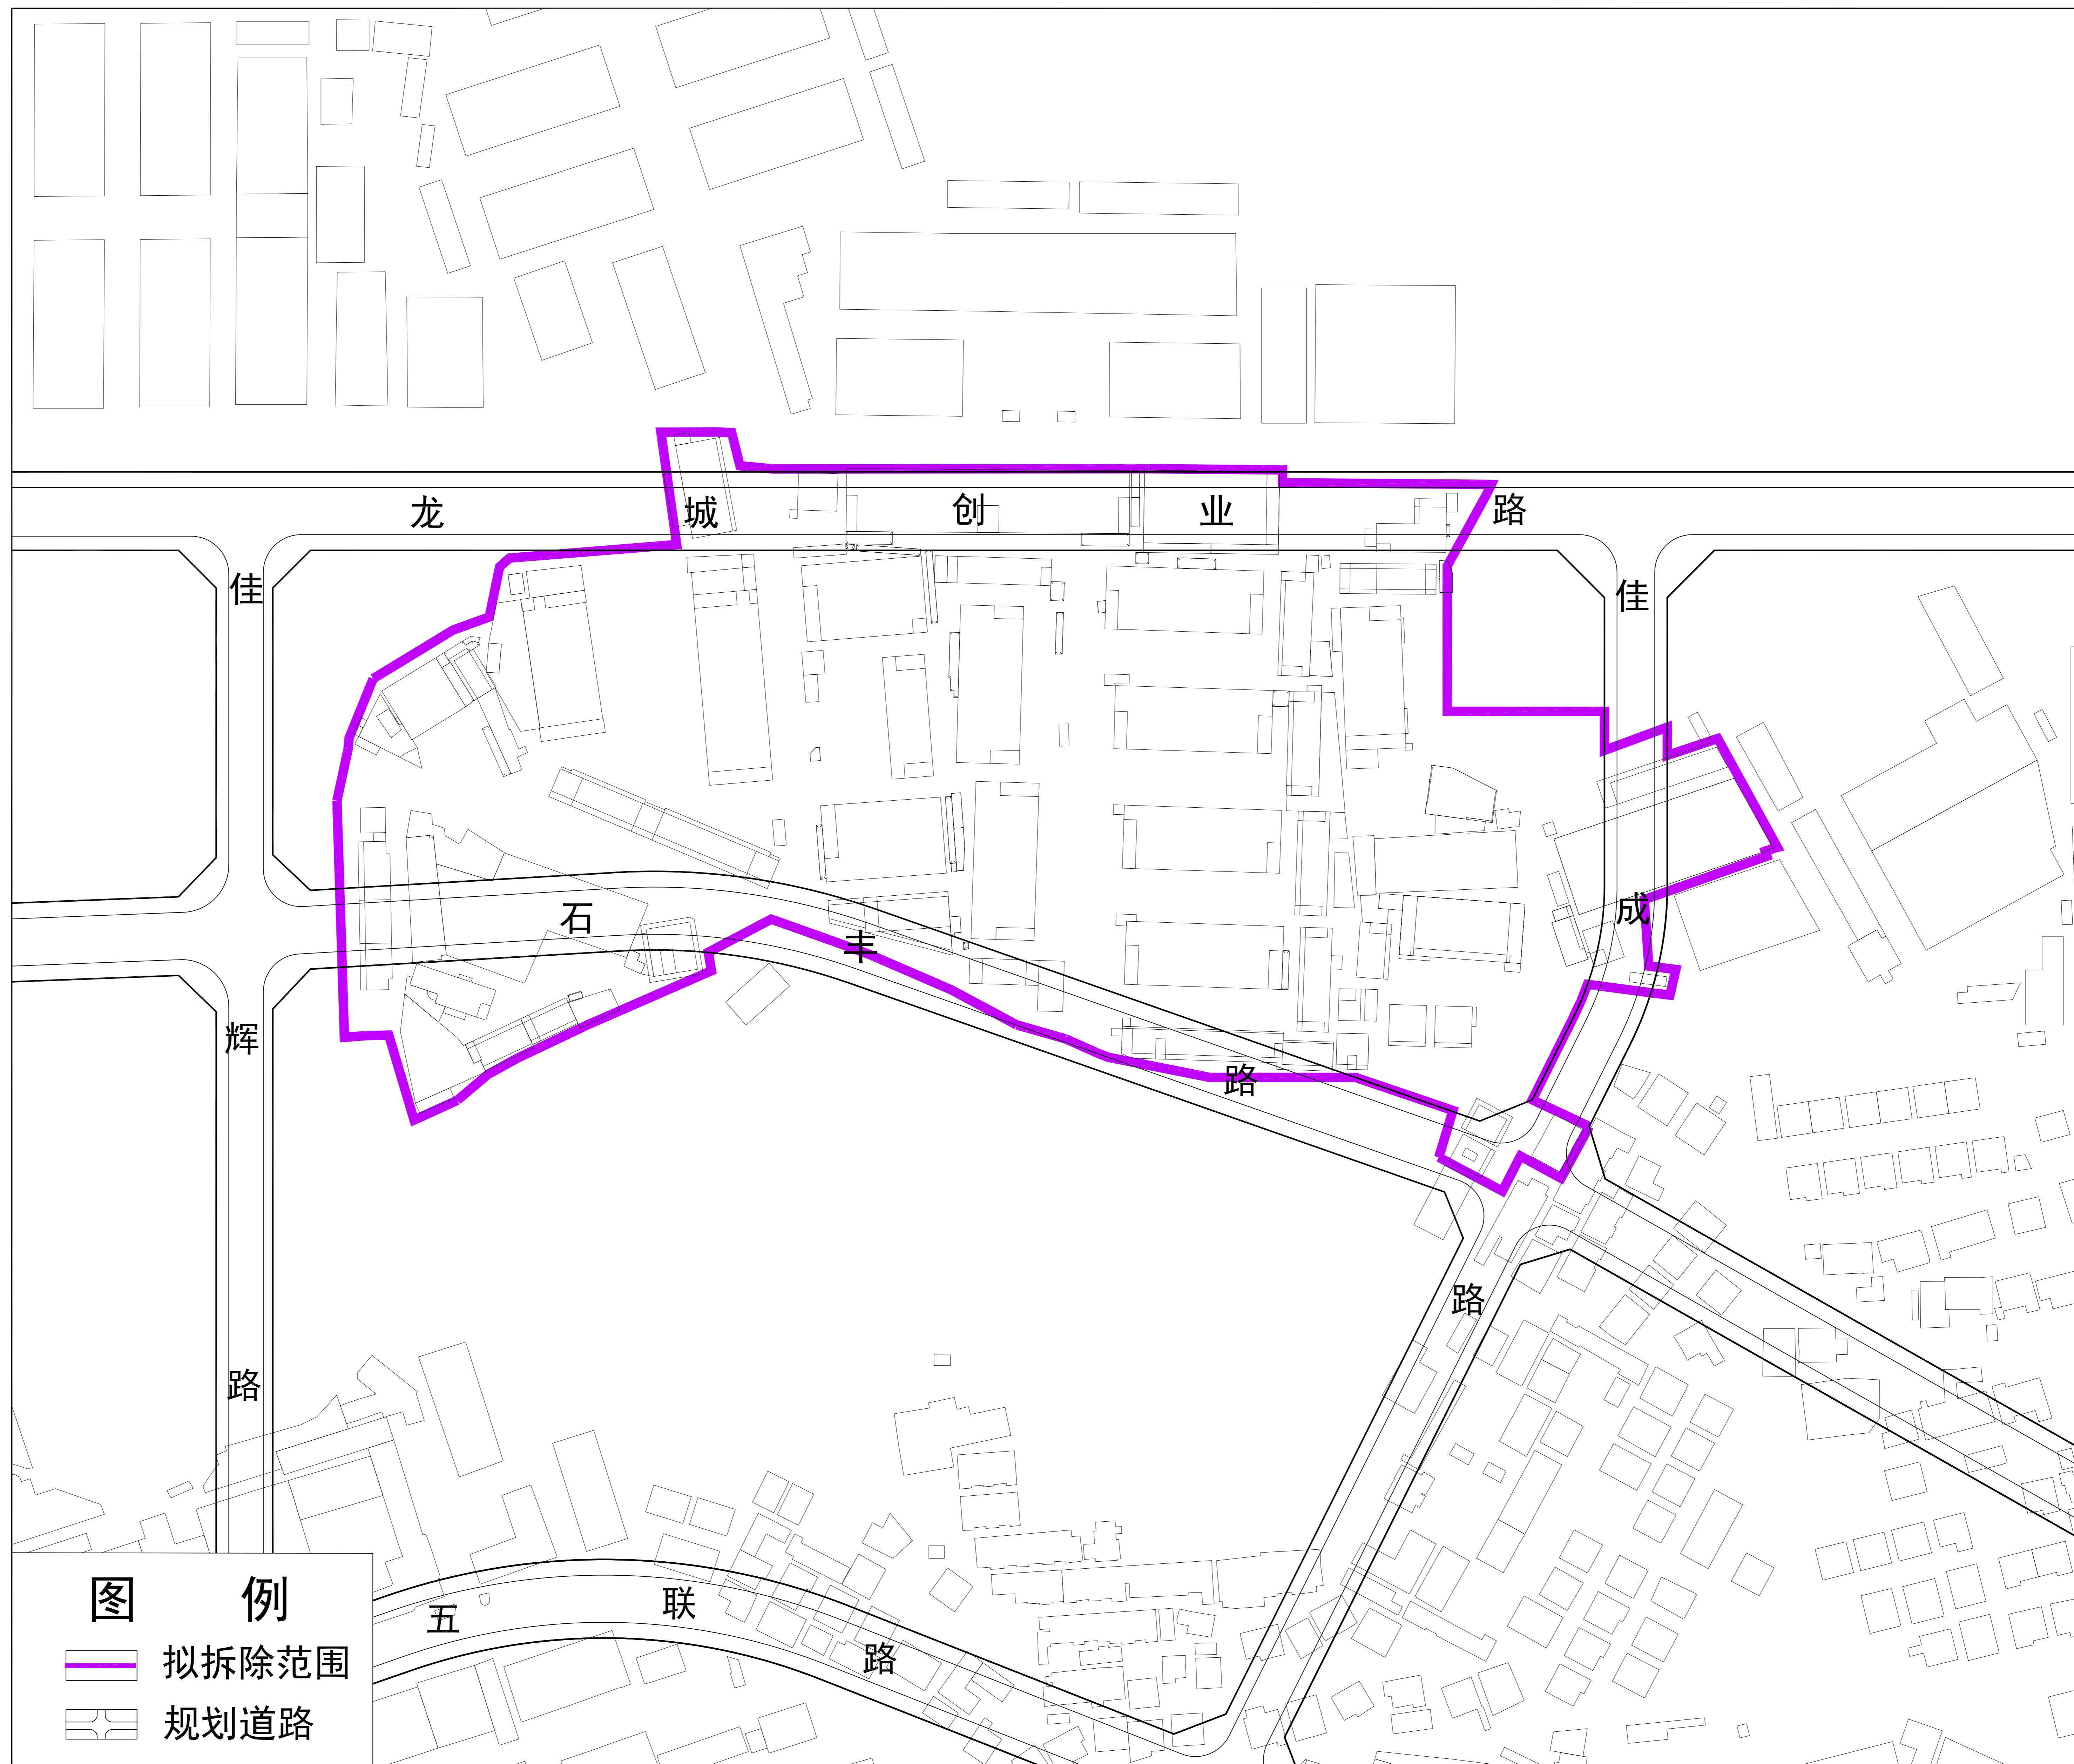 龙城创业路
佳辉路
佳成路
石丰路
五联路
图 例
拟拆除范围
规划道路